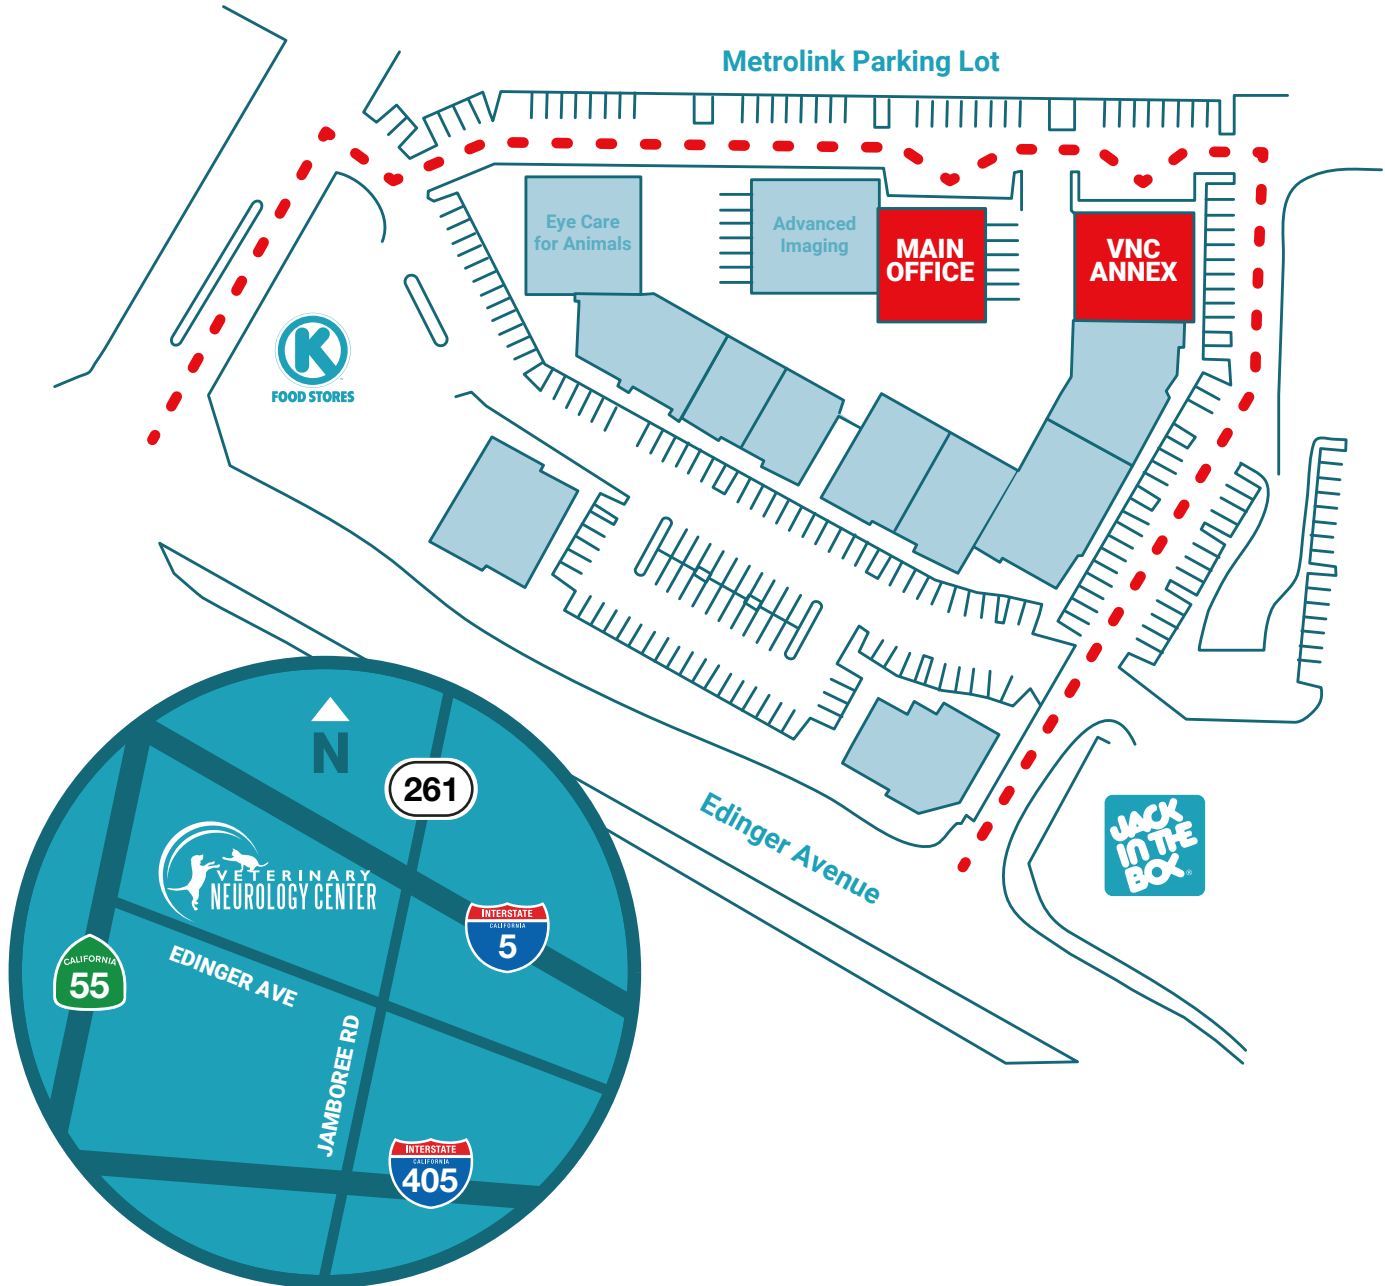 Metrolink Parking Lot
Eye Care
for Animals
Advanced
Imaging
MAIN
OFFICE
VNC
ANNEX
K
FOOD STORES
Edinger Avenue
JACK
IN THE
BOX®
N
261
VETERINARY
NEUROLOGY CENTER
INTERSTATE
CALIFORNIA
5
CALIFORNIA
55
EDINGER AVE
JAMBOREE RD
INTERSTATE
CALIFORNIA
405